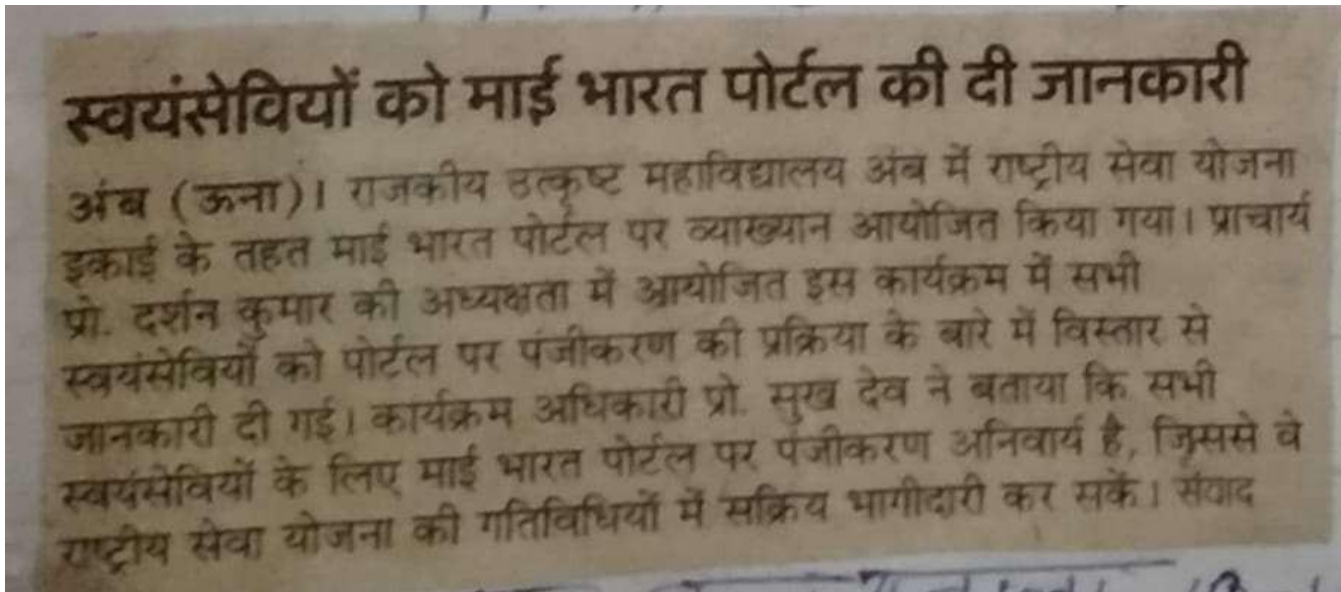 स्वयंसेवियों को माई भारत पोर्टल की दी जानकारी
अंब (ऊना)। राजकीय उत्कृष्ट महाविद्यालय अंब में राष्ट्रीय सेवा योजना
इकाई के तहत माई भारत पोर्टल पर व्याख्यान आयोजित किया गया। प्राचार्य
प्रो. दर्शन कुमार की अध्यक्षता में आयोजित इस कार्यक्रम में सभी
स्वयंसेवियों को पोर्टल पर पंजीकरण की प्रक्रिया के बारे में विस्तार से
जानकारी दी गई। कार्यक्रम अधिकारी प्रो. सुख देव ने बताया कि सभी
स्वयंसेवियों के लिए माई भारत पोर्टल पर पंजीकरण अनिवार्य है, जिससे वे
राष्ट्रीय सेवा योजना की गतिविधियों में सक्रिय भागीदारी कर सकें। संवाद